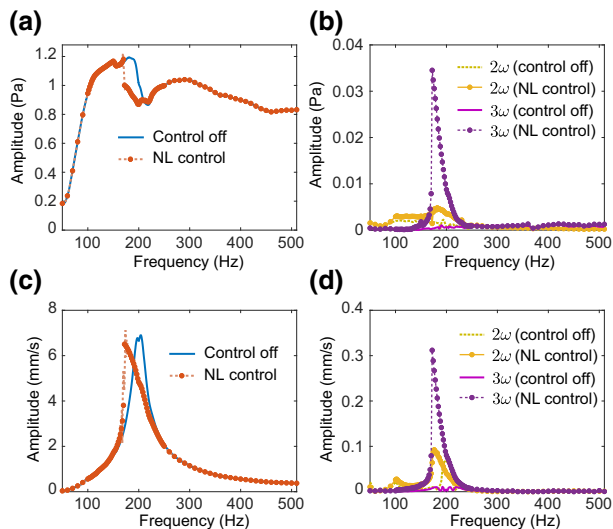 (a)
Amplitude (Pa)
1.2
1
0.8
0.6
0.4
0.2
0
100 200 300 400 500
Frequency (Hz)
Control off
NL control
(b)
Amplitude (Pa)
0.04
0.03
0.02
0.01
0
100 200 300 400 500
Frequency (Hz)
2ω (control off)
2ω (NL control)
3ω (control off)
3ω (NL control)
(c)
Amplitude (mm/s)
8
6
4
2
0
100 200 300 400 500
Frequency (Hz)
Control off
NL control
(d)
Amplitude (mm/s)
0.4
0.3
0.2
0.1
0
100 200 300 400 500
Frequency (Hz)
2ω (control off)
2ω (NL control)
3ω (control off)
3ω (NL control)